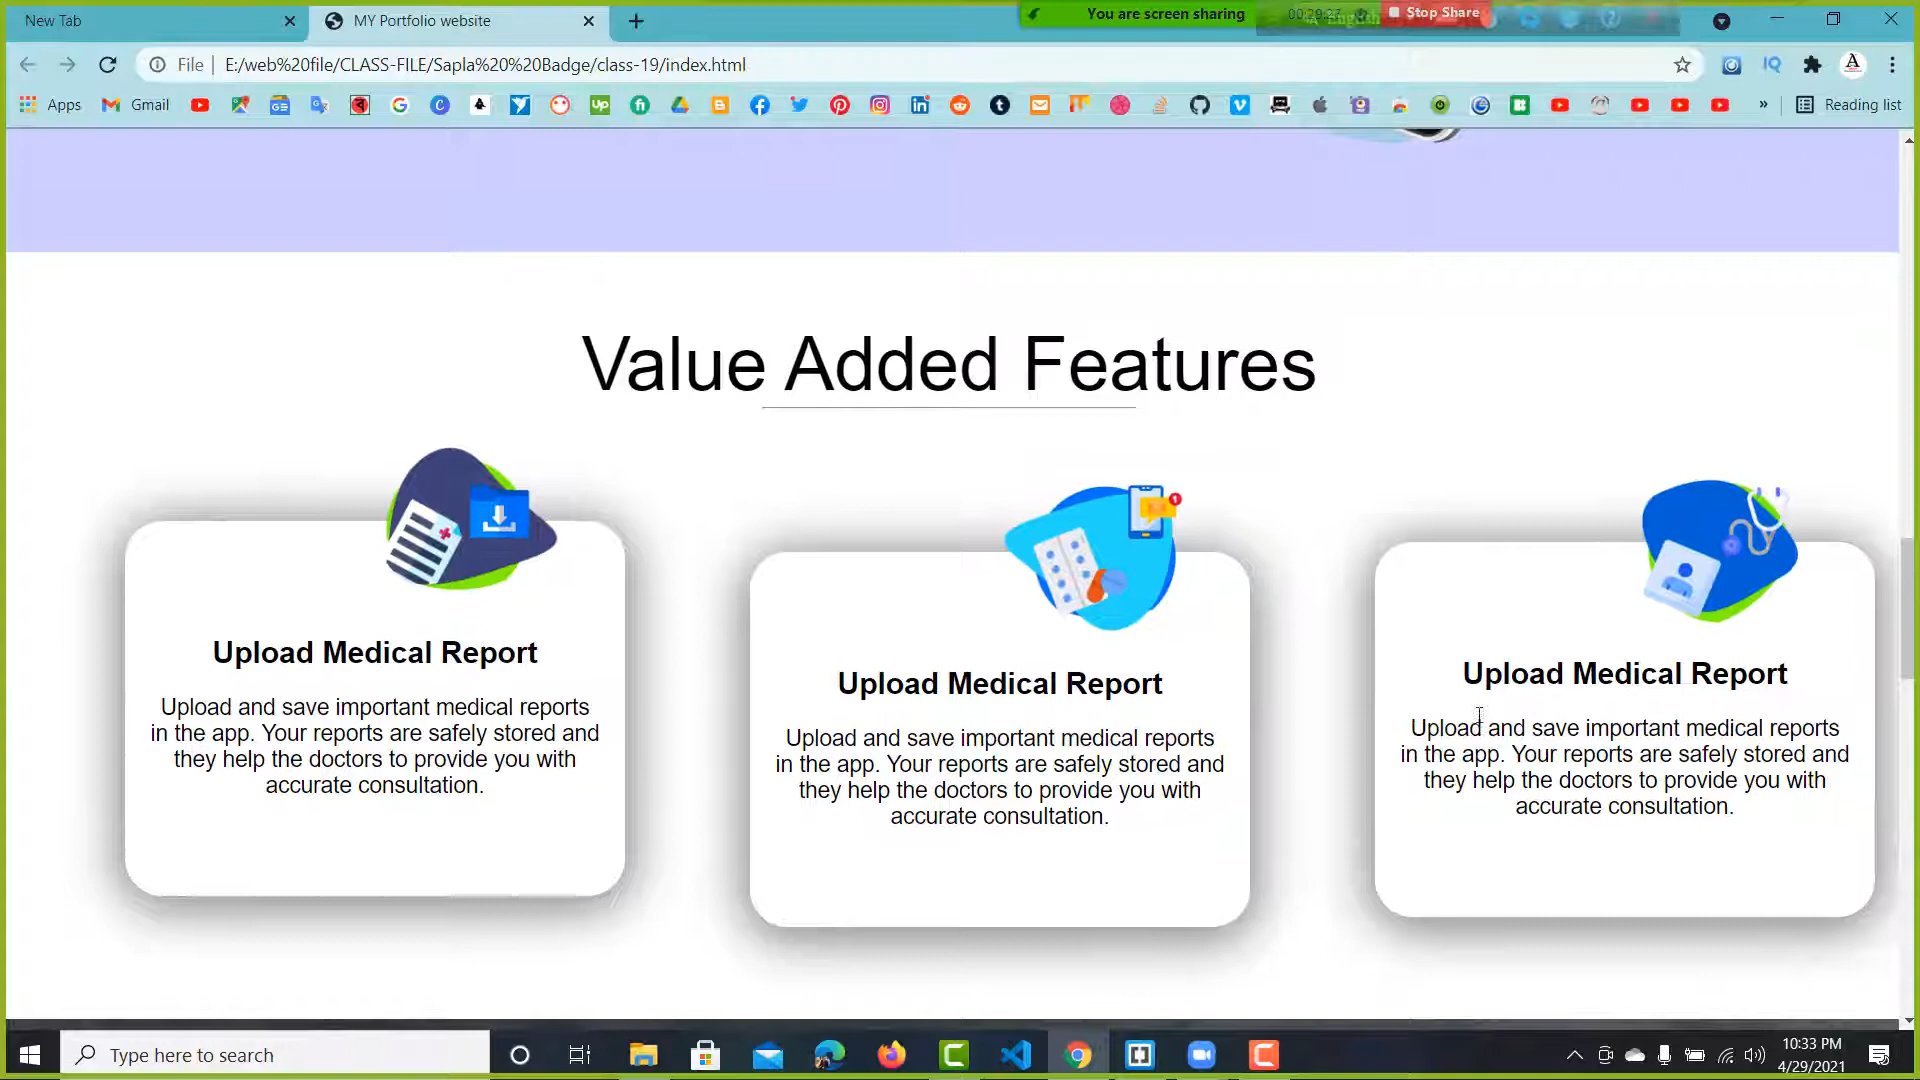 New Tab
MY Portfolio website
You are screen sharing
English
Stop Share
File
E:/web%20file/CLASS-FILE/Sapla%20%20Badge/class-19/index.html
Apps
Gmail
Reading list
Value Added Features
Upload Medical Report
Upload and save important medical reports
in the app. Your reports are safely stored and
they help the doctors to provide you with
accurate consultation.
Upload Medical Report
Upload and save important medical reports
in the app. Your reports are safely stored and
they help the doctors to provide you with
accurate consultation.
Upload Medical Report
Upload and save important medical reports
in the app. Your reports are safely stored and
they help the doctors to provide you with
accurate consultation.
Type here to search
10:33 PM
4/29/2021